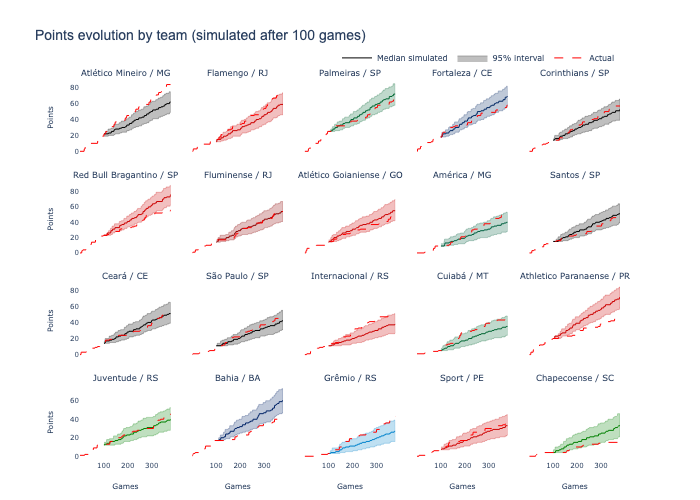 Points evolution by team (simulated after 100 games)
Median simulated 95% interval Actual
Atlético Mineiro / MG Flamengo / RJ Palmeiras / SP Fortaleza / CE Corinthians / SP
80
60
40
20
0
Points
Red Bull Bragantino / SP Fluminense / RJ Atlético Goianiense / GO América / MG Santos / SP
80
60
40
20
0
Points
Ceará / CE São Paulo / SP Internacional / RS Cuiabá / MT Athletico Paranaense / PR
80
60
40
20
0
Points
Juventude / RS Bahia / BA Grêmio / RS Sport / PE Chapecoense / SC
60
40
20
0
Points
100 200 300 100 200 300 100 200 300 100 200 300 100 200 300
Games Games Games Games Games